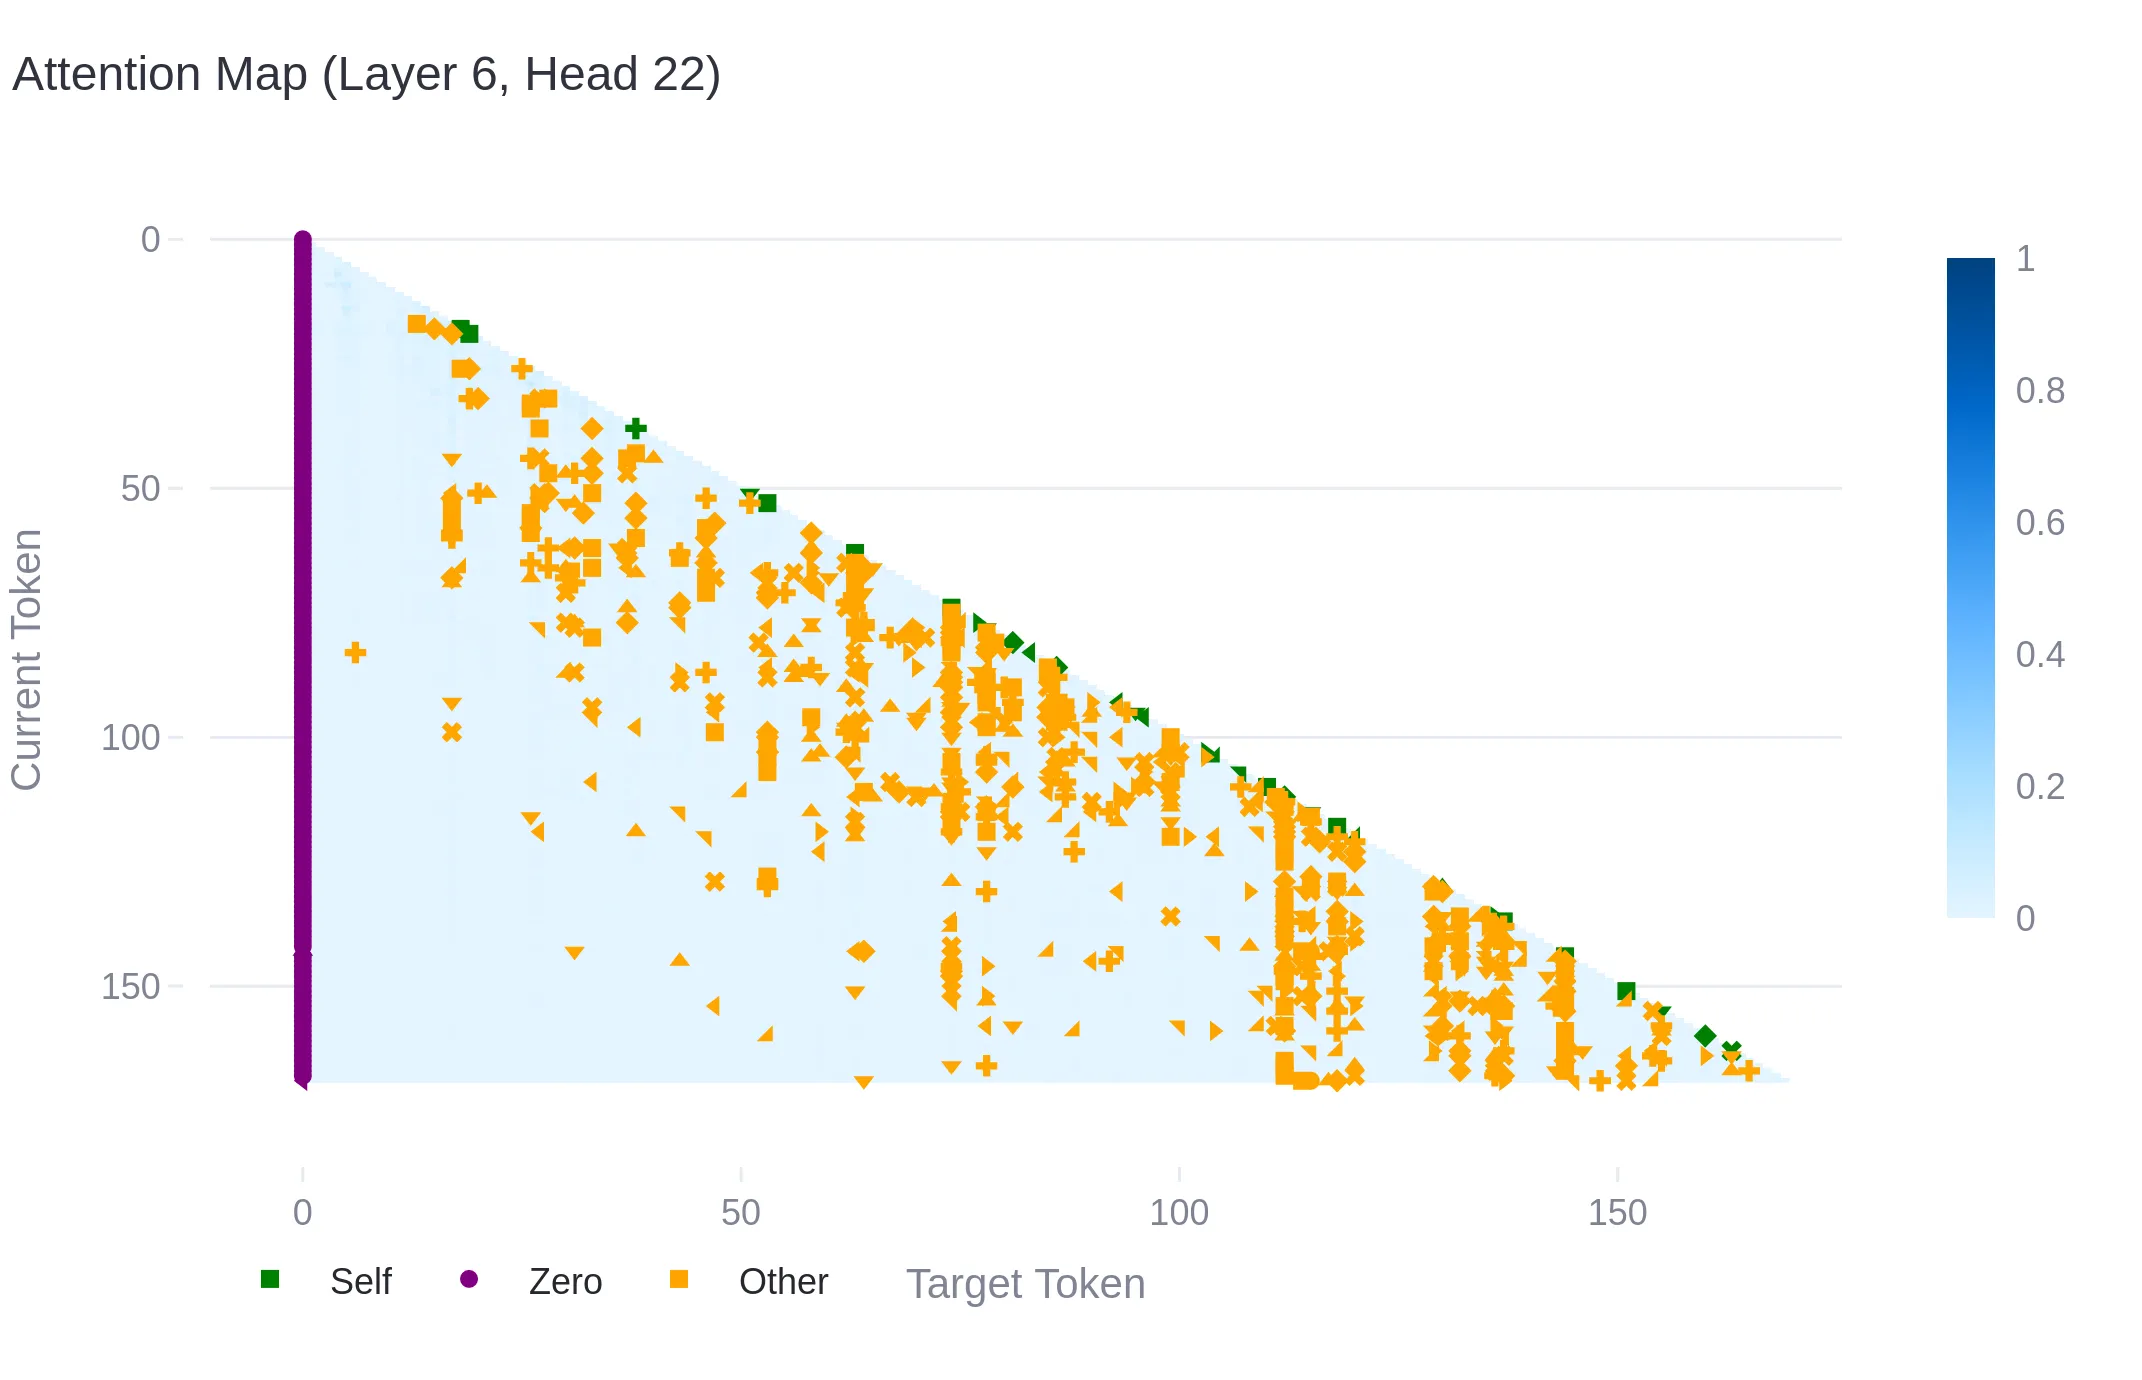 Attention Map (Layer 6, Head 22)
0
50
100
150
Current Token
0
50
100
150
Target Token
Self
Zero
Other
1
0.8
0.6
0.4
0.2
0